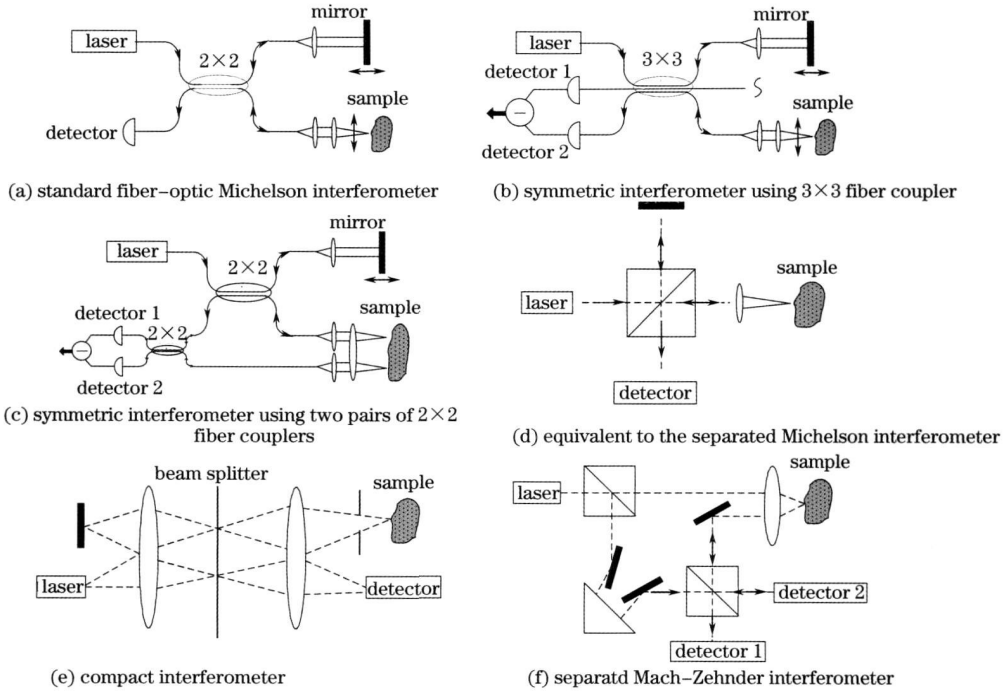 laser
2×2
mirror
detector
sample
(a) standard fiber-optic Michelson interferometer
laser
3×3
mirror
detector 1
detector 2
−
sample
(b) symmetric interferometer using 3×3 fiber coupler
laser
2×2
mirror
detector 1
2×2
−
detector 2
sample
(c) symmetric interferometer using two pairs of 2×2
fiber couplers
laser
sample
detector
(d) equivalent to the separated Michelson interferometer
beam splitter
sample
laser
detector
(e) compact interferometer
laser
sample
detector 2
detector 1
(f) separatd Mach-Zehnder interferometer